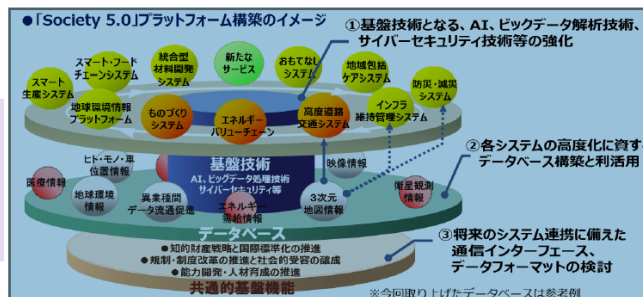 ●「Society 5.0」プラットフォーム構築のイメージ
①基盤技術となる、AI、ビックデータ解析技術、
サイバーセキュリティ技術等の強化
スマート・フード
チェーンシステム
統合型
材料開発
システム
新たな
サービス
おもてなし
システム
地域包括
ケアシステム
スマート
生産システム
防災・減災
システム
地球環境情報
プラットフォーム
ものづくり
システム
エネルギー
バリューチェーン
高度道路
交通システム
インフラ
維持管理システム
基盤技術
AI、ビッグデータ処理技術
サイバーセキュリティ等
②各システムの高度化に資する
データベース構築と利活用
ヒト・モノ・車
位置情報
映像情報
医療情報
地球環境
情報
異業種間
データ流通促進
エネルギー
需給情報
3次元
地図情報
衛星観測
情報
データベース
③将来のシステム連携に備えた
通信インターフェース、
データフォーマットの検討
●知的財産戦略と国際標準化の推進
●規制・制度改革の推進と社会的受容の醸成
●能力開発・人材育成の推進
共通的基盤機能
※今回取り上げたデータベースは参考例